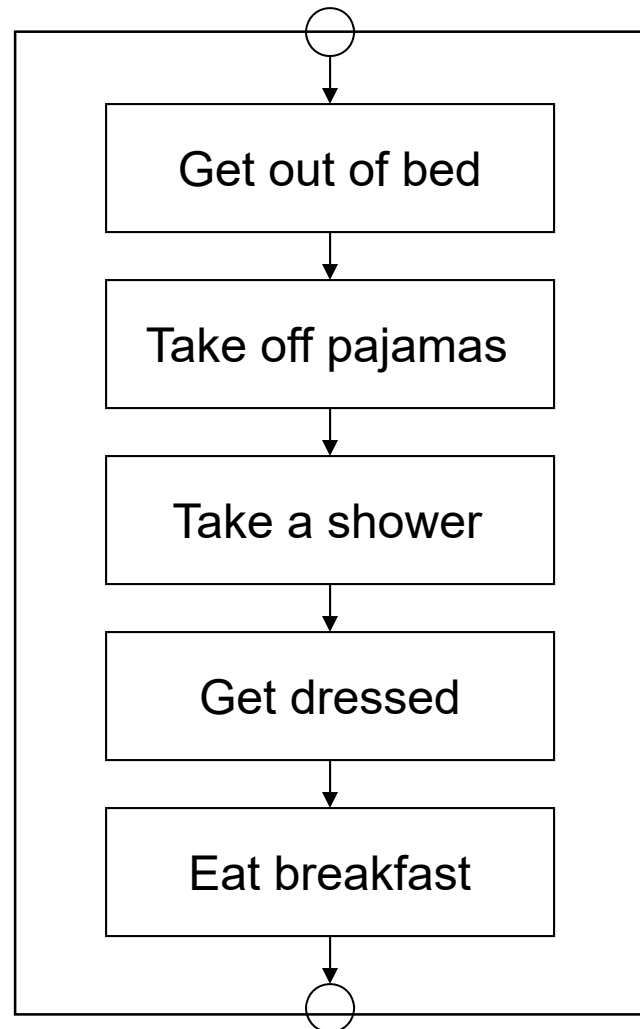 Get out of bed
Take off pajamas
Take a shower
Get dressed
Eat breakfast